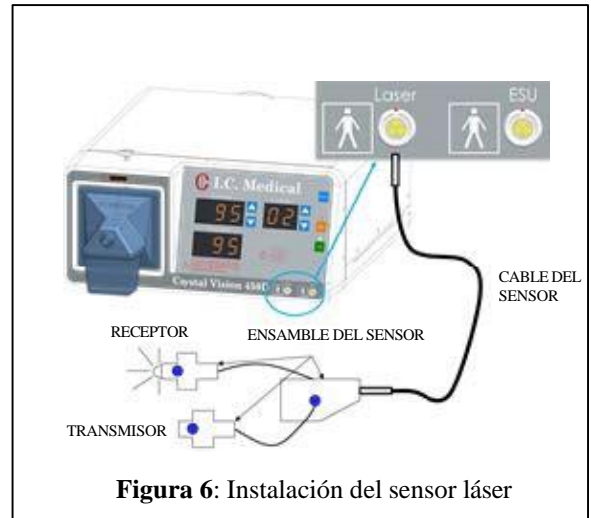 Laser ESU
I.C. Medical
95 02
95
Crystal Vision 450D
CABLE DEL
SENSOR
RECEPTOR
ENSAMBLE DEL SENSOR
TRANSMISOR
Figura 6: Instalación del sensor láser